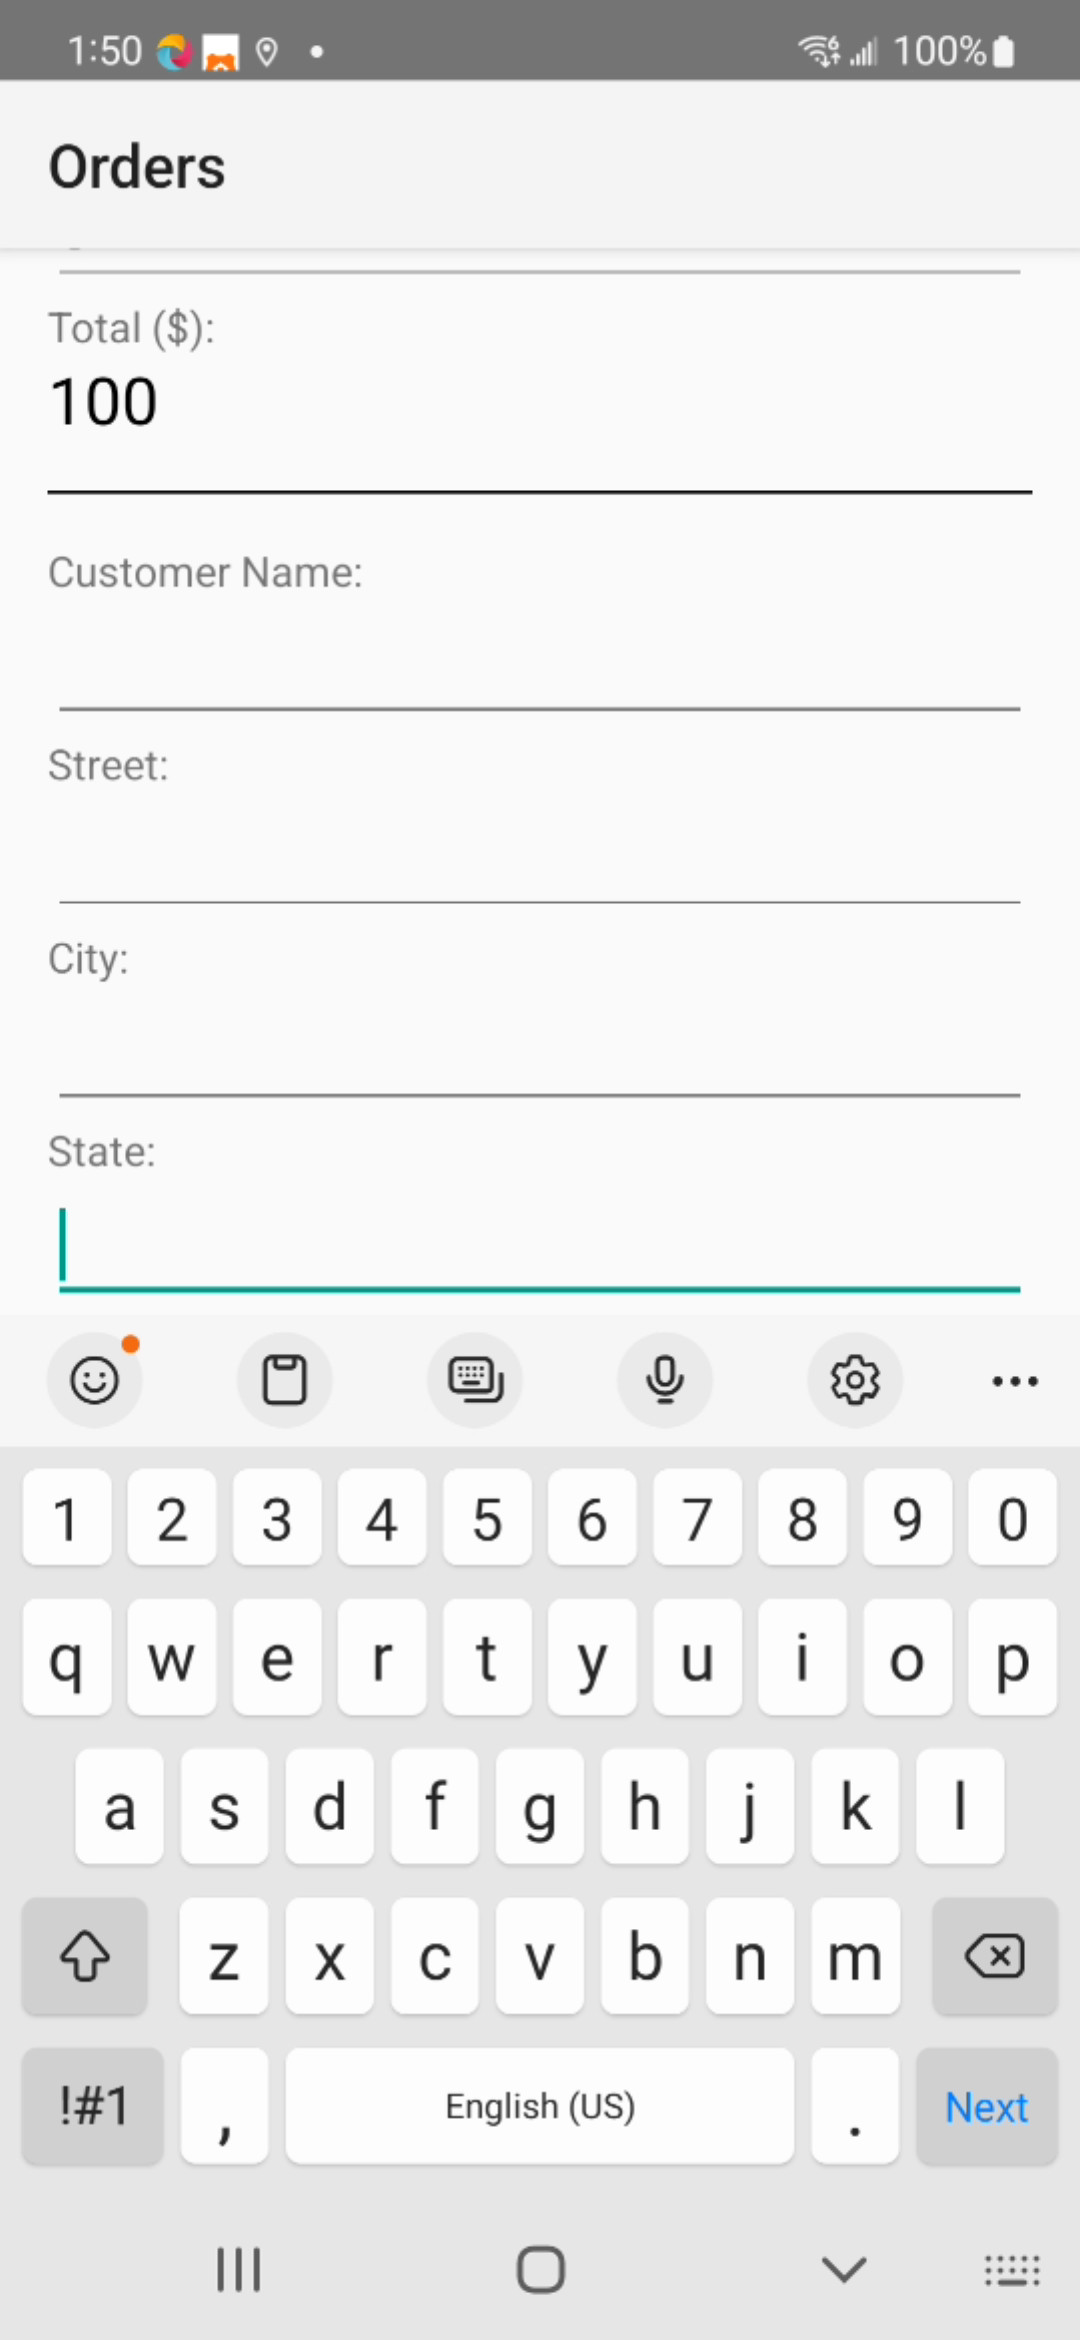 1:50 100%
Orders
Total ($):
100
Customer Name:
Street:
City:
State:
1 2 3 4 5 6 7 8 9 0
q w e r t y u i o p
a s d f g h j k l
z x c v b n m
!#1 , English (US) . Next